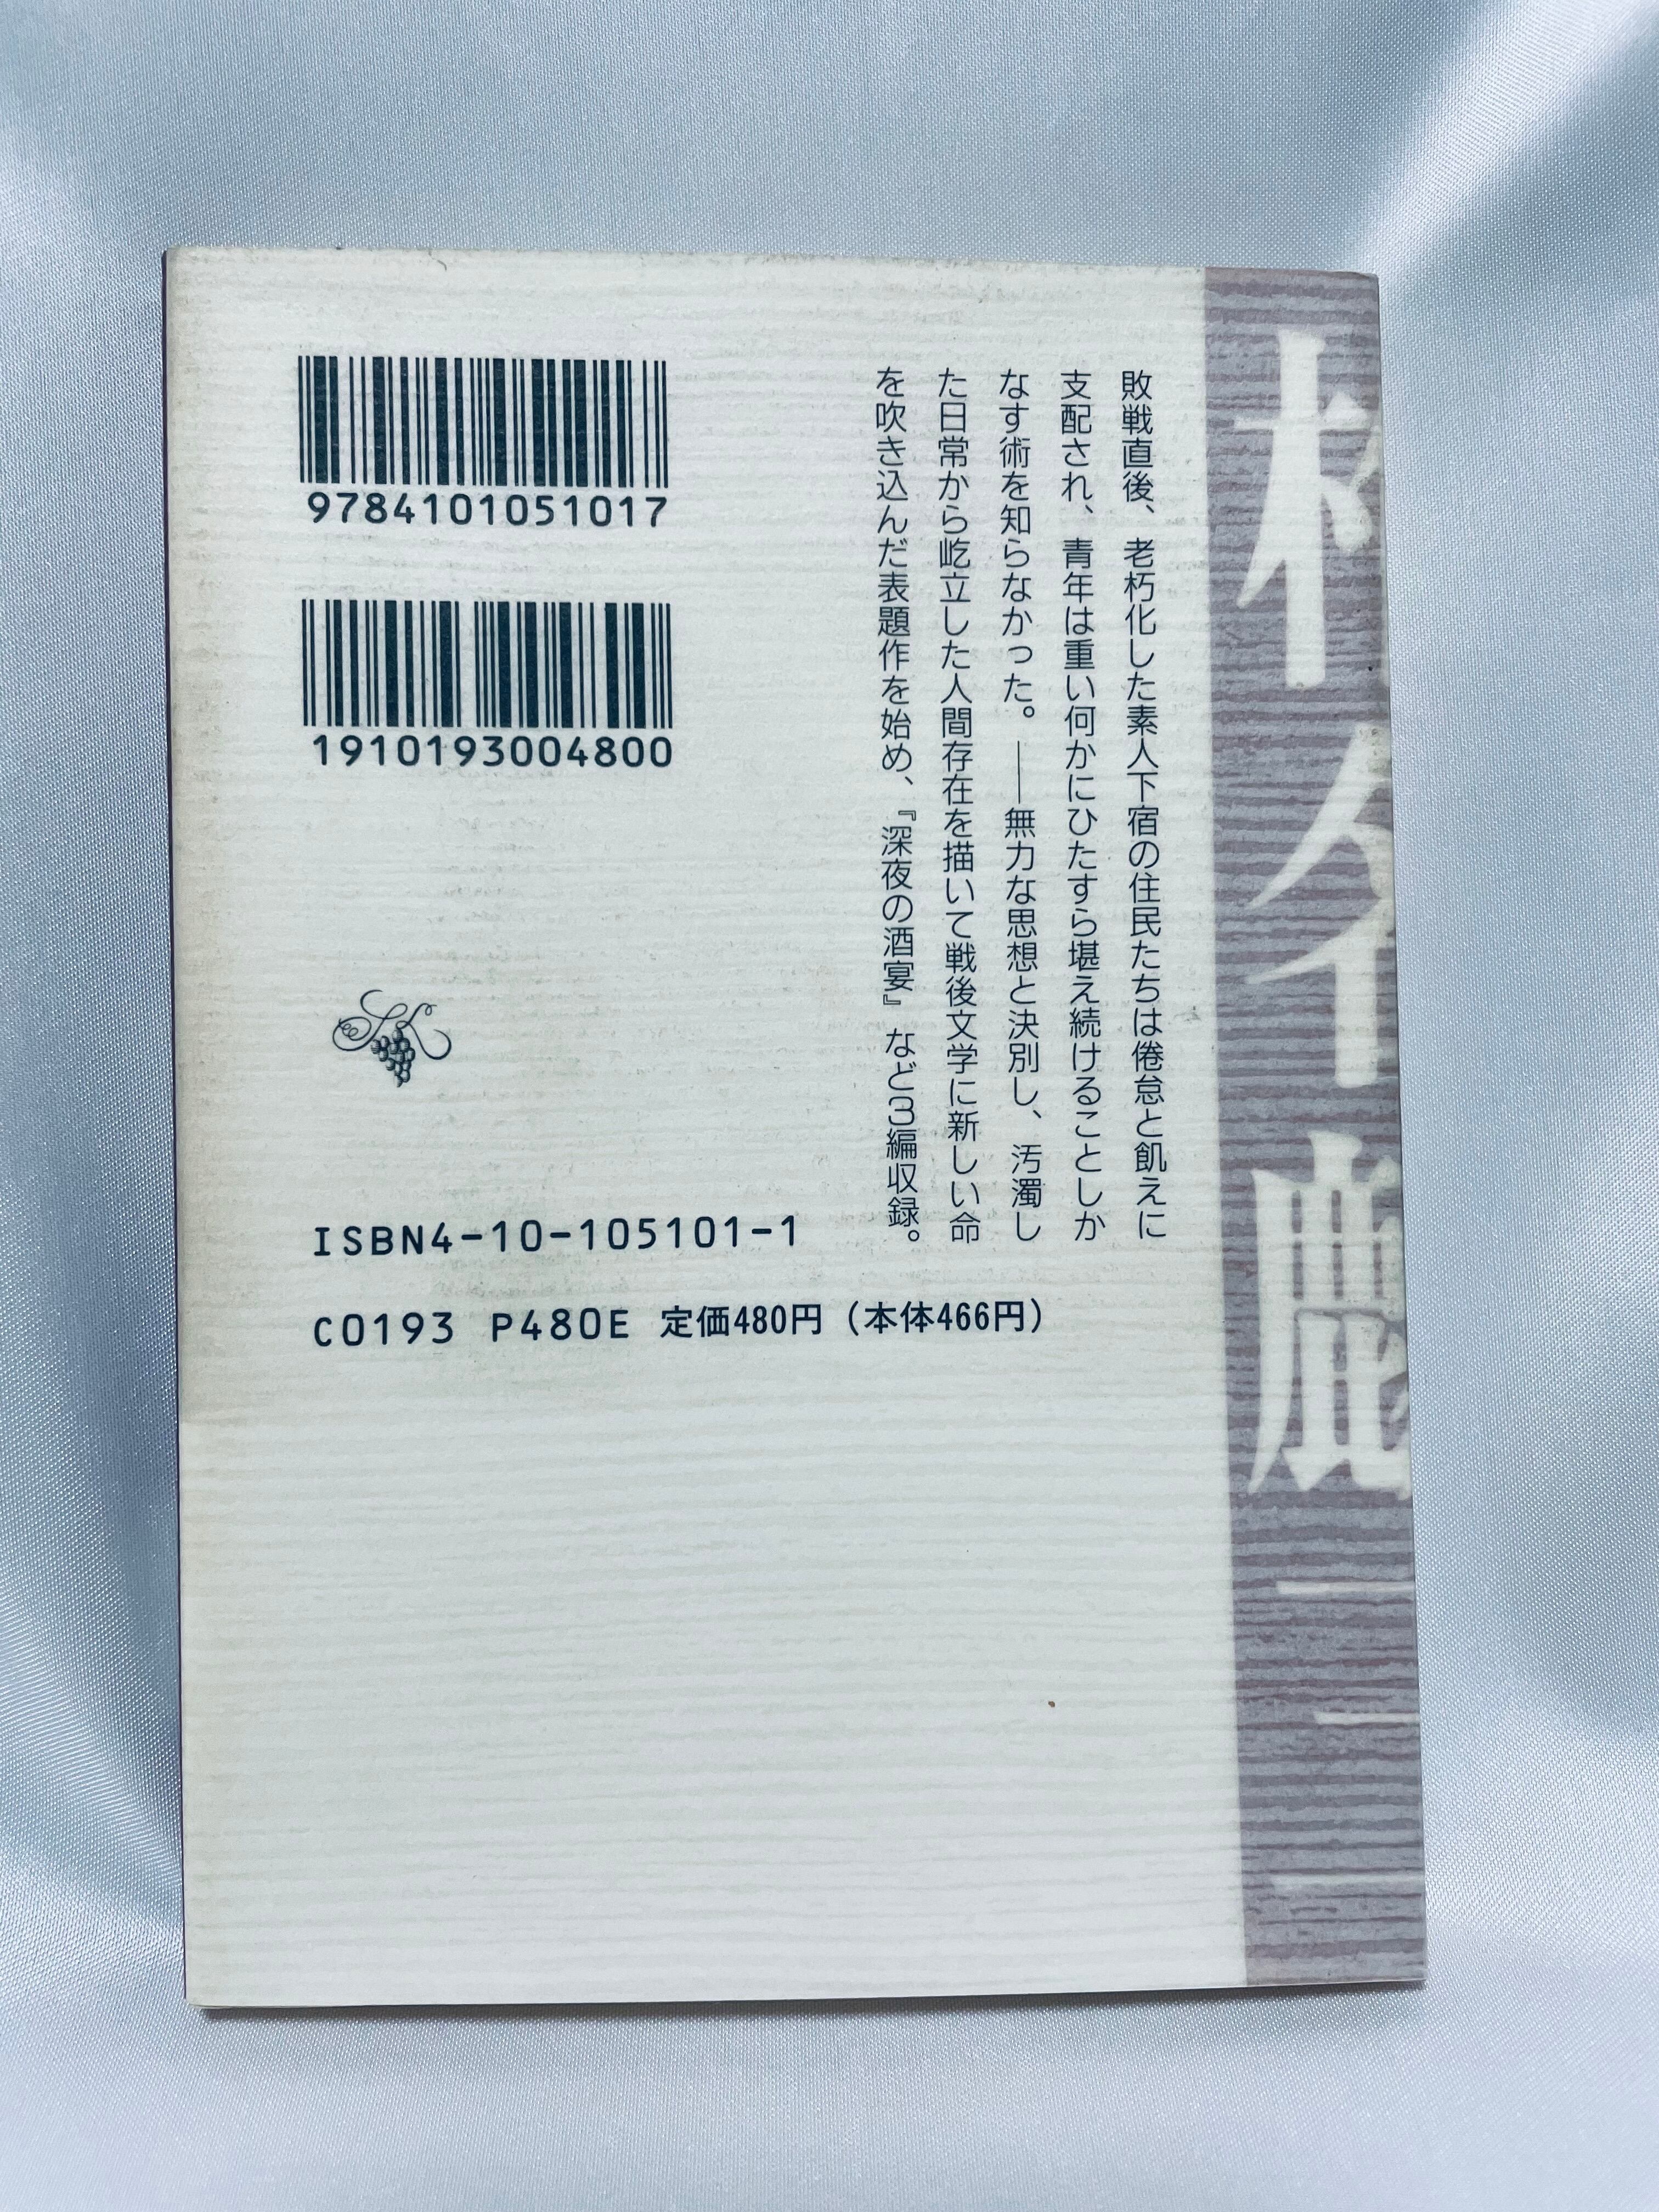 敗戦直後、老朽化した素人下宿の住民たちは倦怠と飢えに
支配され、青年は重い何かにひたすら堪え続けることしか
なす術を知らなかった。――無力な思想と決別し、汚濁し
た日常から屹立した人間存在を描いて戦後文学に新しい命
を吹き込んだ表題作を始め、『深夜の酒宴』など3編収録。
9784101051017
1910193004800
ISBN4-10-105101-1
C0193 P480E 定価480円（本体466円）